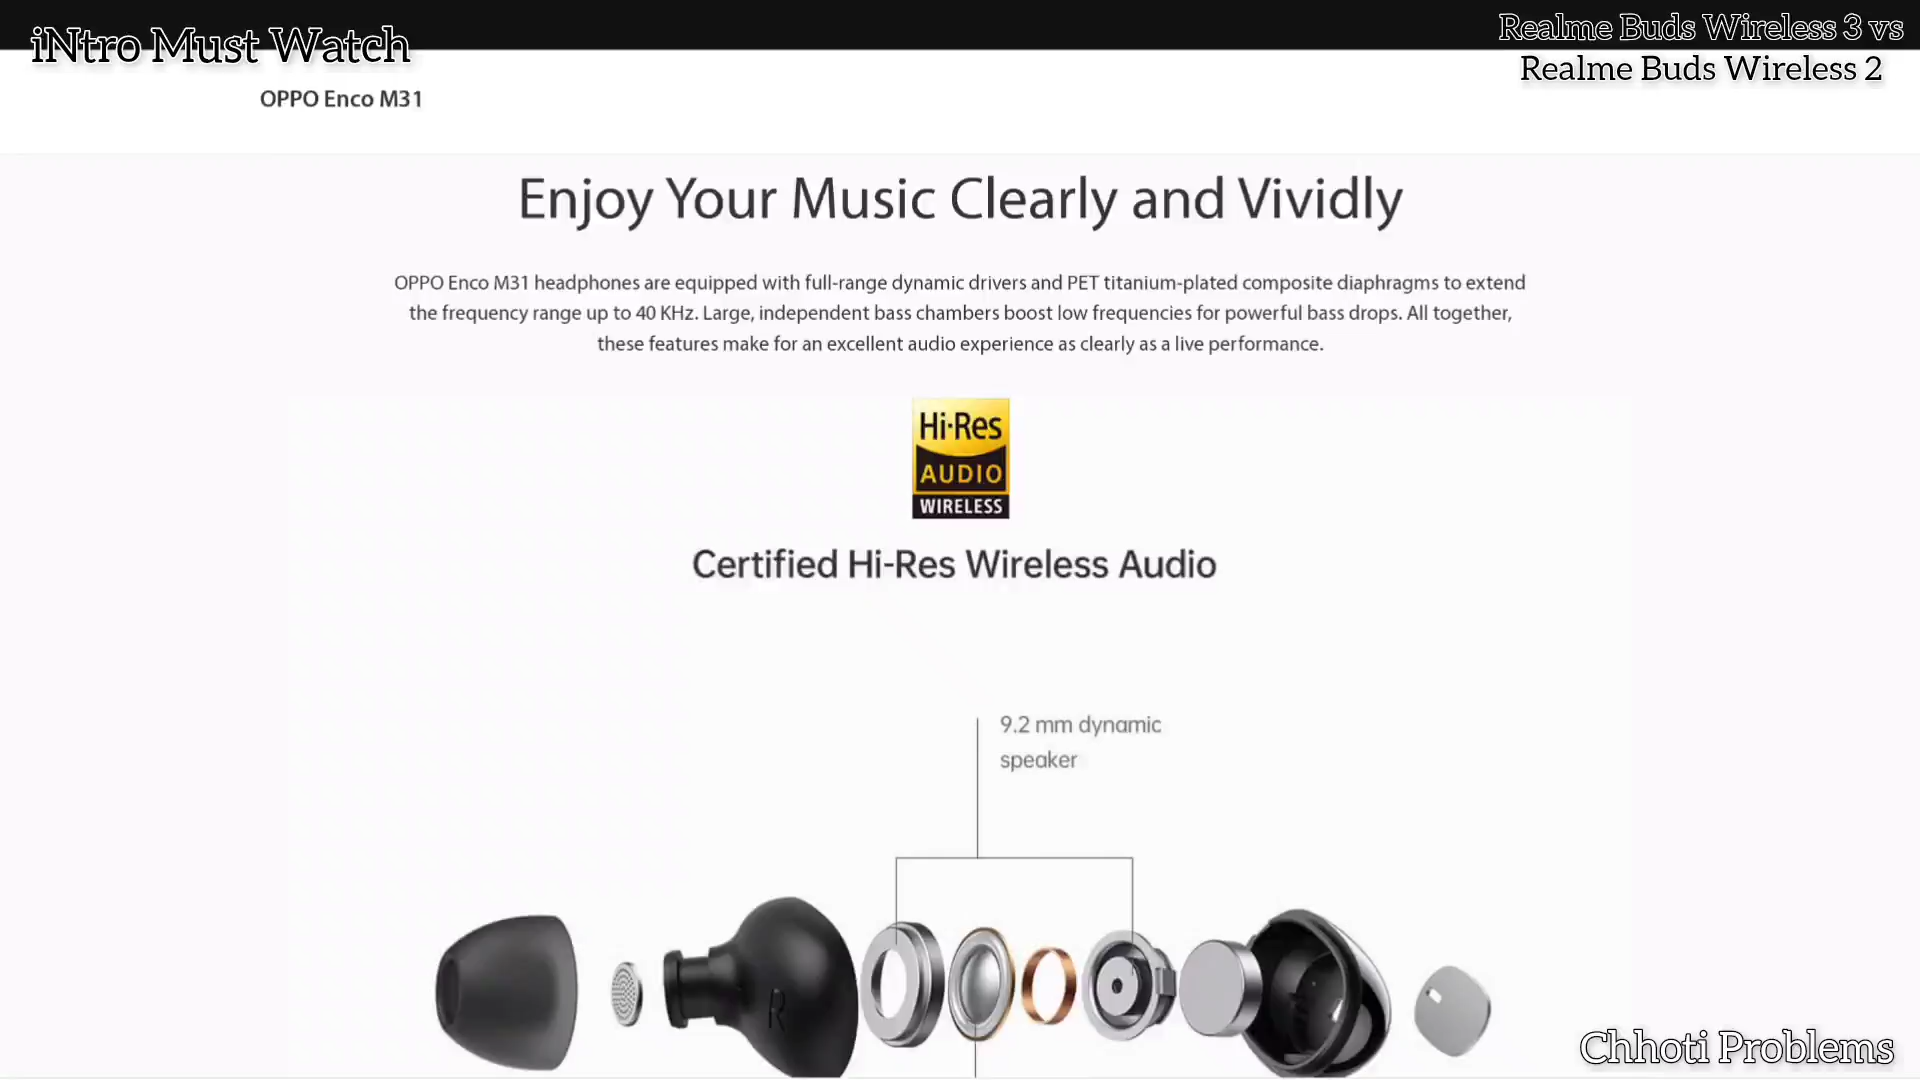 iNtro Must Watch
Realme Buds Wireless 3 vs
Realme Buds Wireless 2
OPPO Enco M31
Enjoy Your Music Clearly and Vividly
OPPO Enco M31 headphones are equipped with full-range dynamic drivers and PET titanium-plated composite diaphragms to extend
the frequency range up to 40 KHz. Large, independent bass chambers boost low frequencies for powerful bass drops. All together,
these features make for an excellent audio experience as clearly as a live performance.
Hi-Res
AUDIO
WIRELESS
Certified Hi-Res Wireless Audio
9.2 mm dynamic
speaker
R
Chhoti Problems